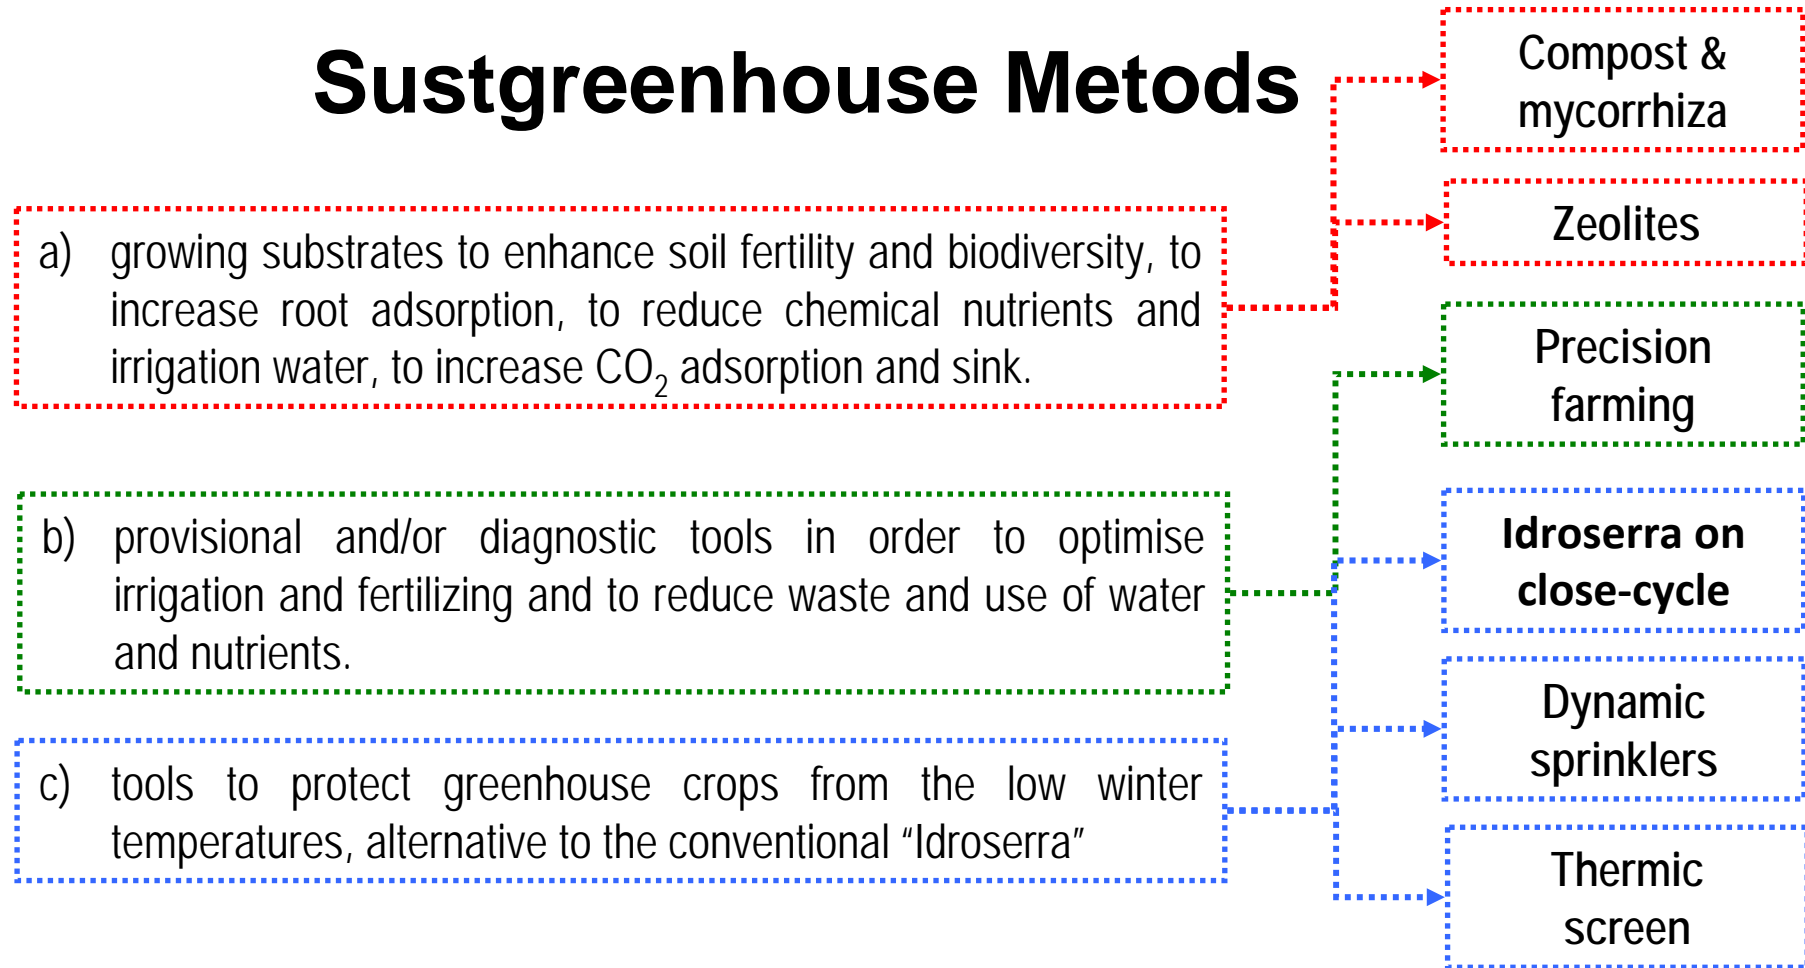 Sustgreenhouse Metods
a) growing substrates to enhance soil fertility and biodiversity, to
increase root adsorption, to reduce chemical nutrients and
irrigation water, to increase CO₂ adsorption and sink.
b) provisional and/or diagnostic tools in order to optimise
irrigation and fertilizing and to reduce waste and use of water
and nutrients.
c) tools to protect greenhouse crops from the low winter
temperatures, alternative to the conventional “Idroserra”
Compost &
mycorrhiza
Zeolites
Precision
farming
Idroserra on
close-cycle
Dynamic
sprinklers
Thermic
screen